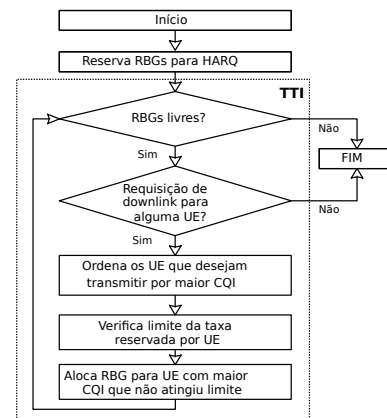 Início
Reserva RBGs para HARQ
TTI
RBGs livres?
Não
Sim
FIM
Requisição de
downlink para
alguma UE?
Não
Sim
Ordena os UE que desejam
transmitir por maior CQI
Verifica limite da taxa
reservada por UE
Aloca RBG para UE com maior
CQI que não atingiu limite